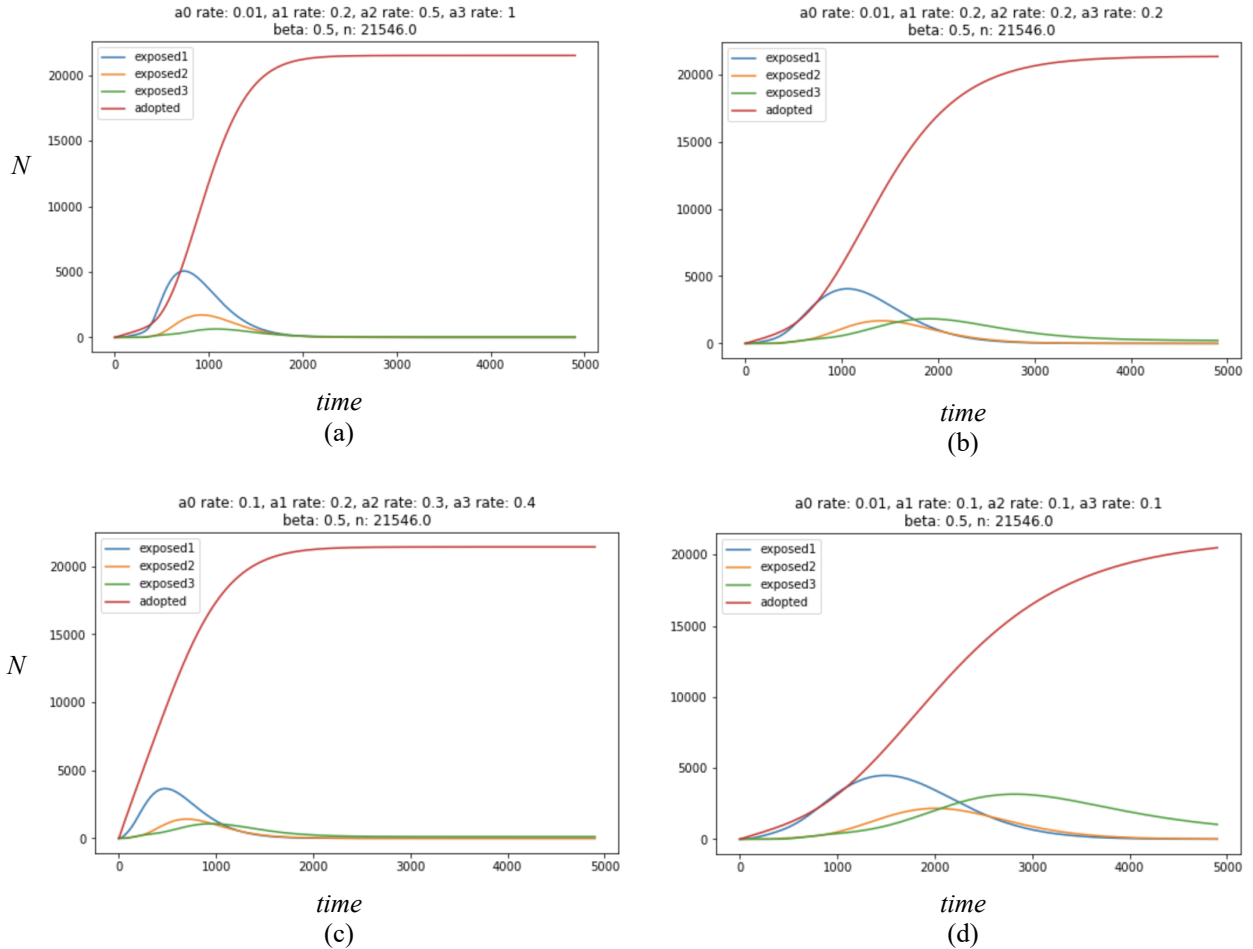 a0 rate: 0.01, a1 rate: 0.2, a2 rate: 0.5, a3 rate: 1
beta: 0.5, n: 21546.0
exposed1
exposed2
exposed3
adopted
20000
15000
10000
5000
0
N
0 1000 2000 3000 4000 5000
time
(a)
a0 rate: 0.01, a1 rate: 0.2, a2 rate: 0.2, a3 rate: 0.2
beta: 0.5, n: 21546.0
exposed1
exposed2
exposed3
adopted
20000
15000
10000
5000
0
0 1000 2000 3000 4000 5000
time
(b)
a0 rate: 0.1, a1 rate: 0.2, a2 rate: 0.3, a3 rate: 0.4
beta: 0.5, n: 21546.0
exposed1
exposed2
exposed3
adopted
20000
15000
10000
5000
0
N
0 1000 2000 3000 4000 5000
time
(c)
a0 rate: 0.01, a1 rate: 0.1, a2 rate: 0.1, a3 rate: 0.1
beta: 0.5, n: 21546.0
exposed1
exposed2
exposed3
adopted
20000
15000
10000
5000
0
0 1000 2000 3000 4000 5000
time
(d)